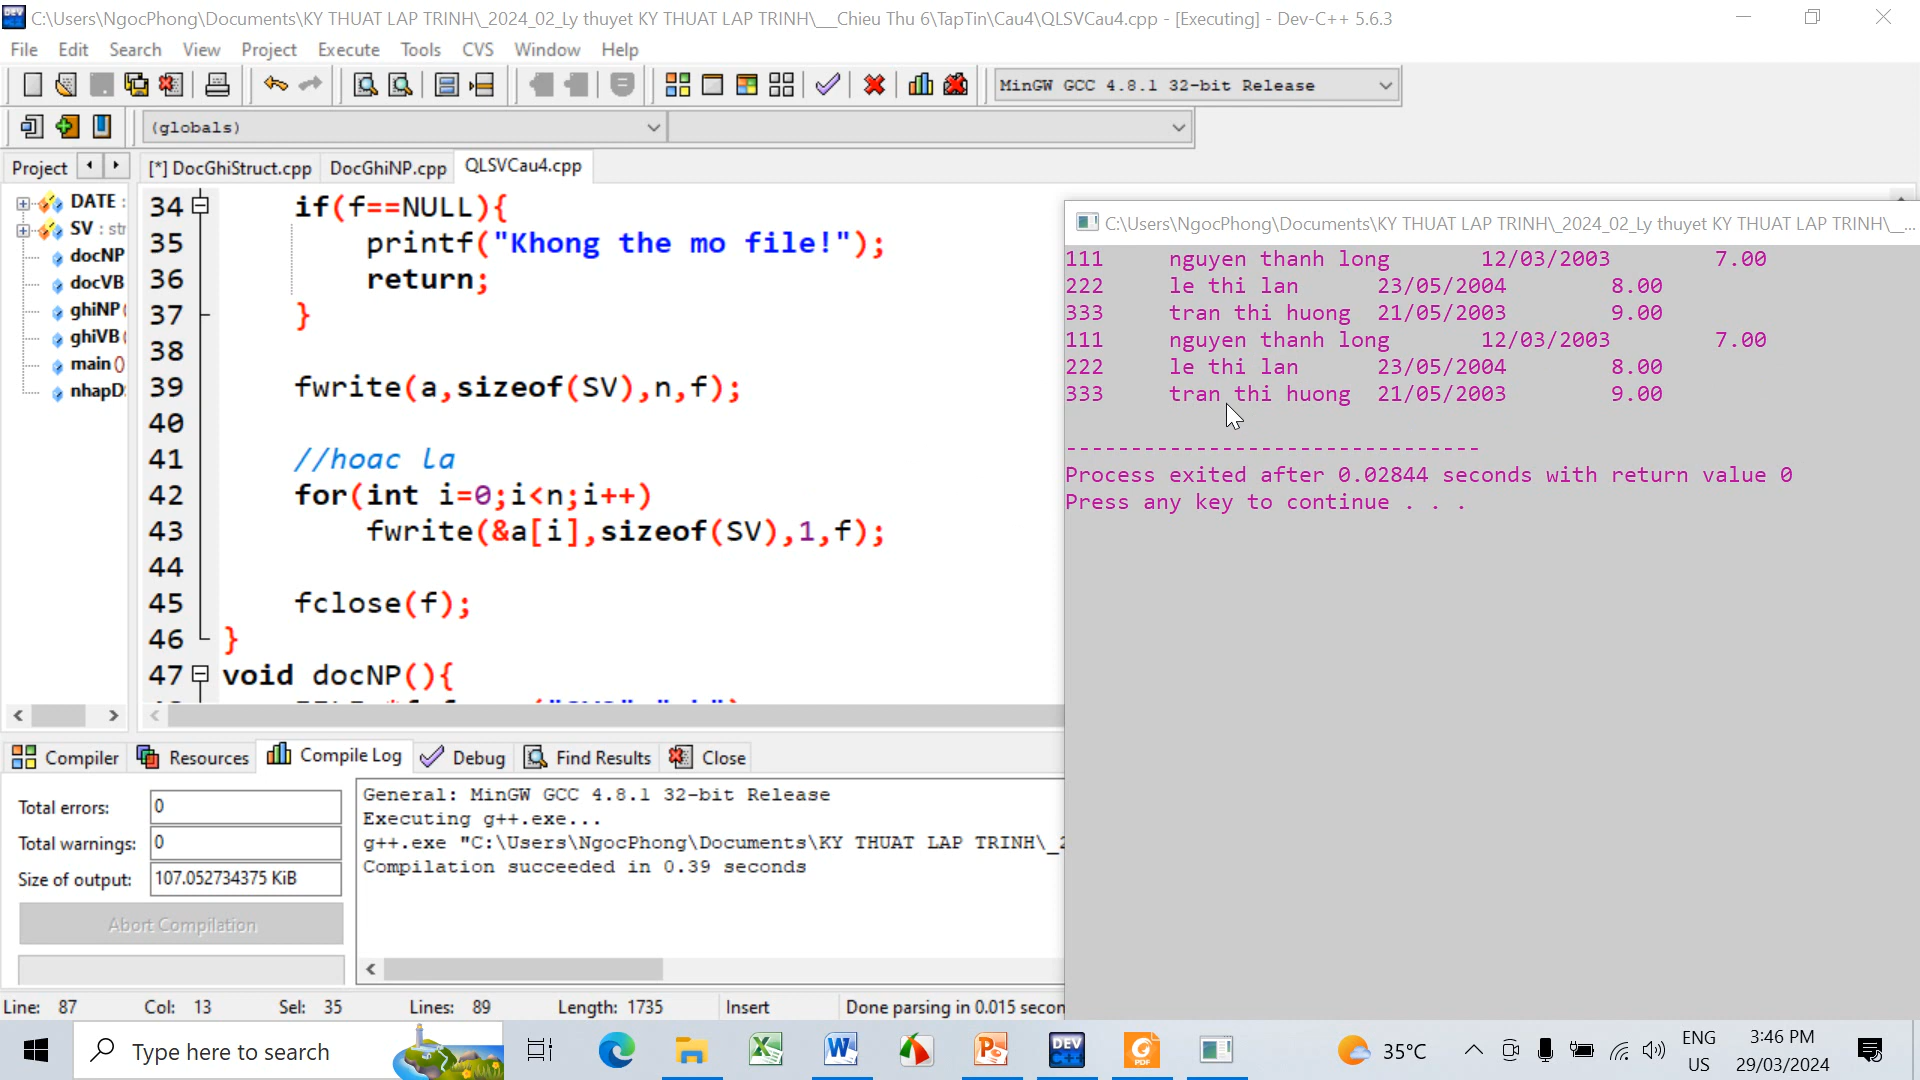 C:\Users\NgocPhong\Documents\KY THUAT LAP TRINH\_2024_02_Ly thuyet KY THUAT LAP TRINH\__Chieu Thu 6\TapTin\Cau4\QLSVCau4.cpp - [Executing] - Dev-C++ 5.6.3
File Edit Search View Project Execute Tools CVS Window Help
MinGW GCC 4.8.1 32-bit Release
(globals)
Project [*] DocGhiStruct.cpp DocGhiNP.cpp QLSVCau4.cpp
DATE :
SV : str
docNP
docVB
ghiNP(
ghiVB(
main ()
nhapD
34 if(f==NULL){
35 printf("Khong the mo file!");
36 return;
37 }
38
39 fwrite(a,sizeof(SV),n,f);
40
41 //hoac la
42 for(int i=0;i<n;i++)
43 fwrite(&a[i],sizeof(SV),1,f);
44
45 fclose(f);
46 }
47 void docNP(){
C:\Users\NgocPhong\Documents\KY THUAT LAP TRINH\_2024_02_Ly thuyet KY THUAT LAP TRINH\__...
111 nguyen thanh long 12/03/2003 7.00
222 le thi lan 23/05/2004 8.00
333 tran thi huong 21/05/2003 9.00
111 nguyen thanh long 12/03/2003 7.00
222 le thi lan 23/05/2004 8.00
333 tran thi huong 21/05/2003 9.00
--------------------------------
Process exited after 0.02844 seconds with return value 0
Press any key to continue . . .
Compiler Resources Compile Log Debug Find Results Close
Total errors: 0
Total warnings: 0
Size of output: 107.052734375 KiB
Abort Compilation
General: MinGW GCC 4.8.1 32-bit Release
Executing g++.exe...
g++.exe "C:\Users\NgocPhong\Documents\KY THUAT LAP TRINH\_2
Compilation succeeded in 0.39 seconds
Line: 87 Col: 13 Sel: 35 Lines: 89 Length: 1735 Insert Done parsing in 0.015 secon
Type here to search
DEV C++
PDF
35°C
ENG
US
3:46 PM
29/03/2024